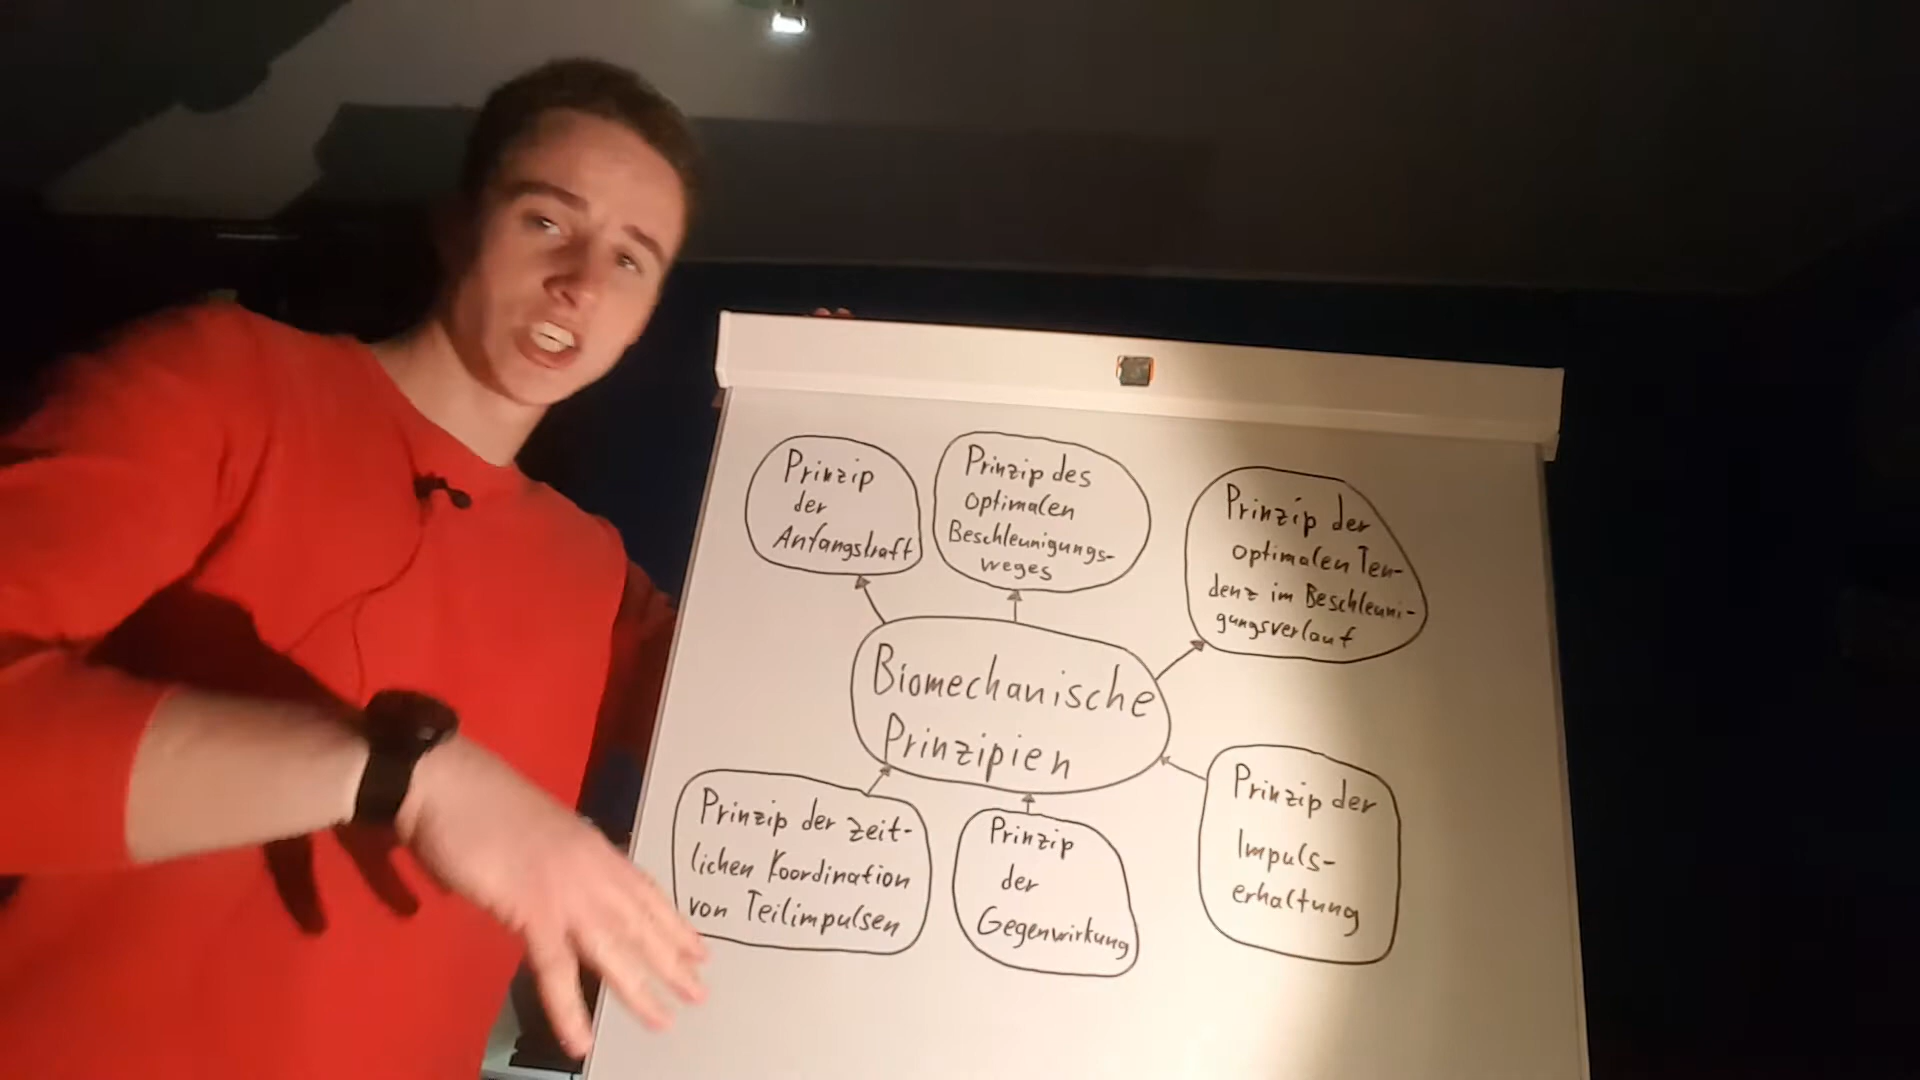 Prinzip
der
Anfangskraft
Prinzip des
optimalen
Beschleunigungs-
weges
Prinzip der
optimalen Ten-
denz im Beschleuni-
gungsverlauf
Biomechanische
Prinzipien
Prinzip der zeit-
lichen Koordination
von Teilimpulsen
Prinzip
der
Gegenwirkung
Prinzip der
Impuls-
erhaltung